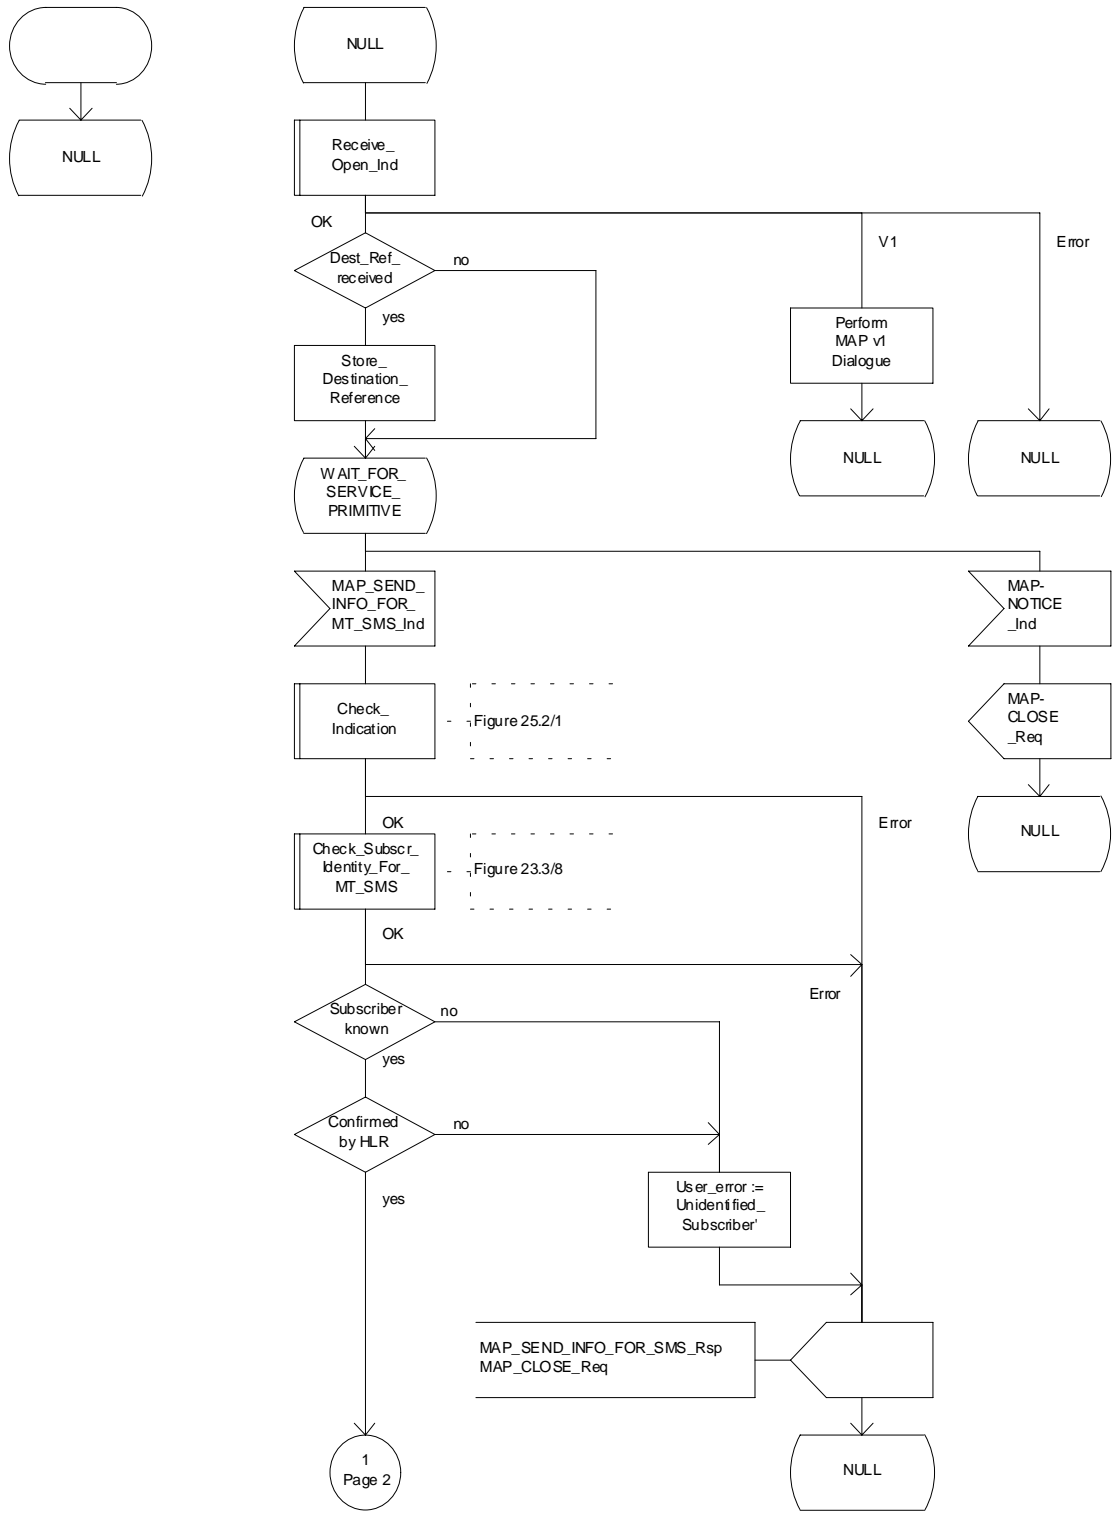 NULL
NULL
Receive_
Open_Ind
OK
V1
Error
Dest_Ref_
received
no
yes
Store_
Destination_
Reference
Perform
MAP v1
Dialogue
NULL
NULL
WAIT_FOR_
SERVICE_
PRIMITIVE
MAP_SEND_
INFO_FOR_
MT_SMS_Ind
MAP-
NOTICE
_Ind
Check_
Indication
Figure 25.2/1
MAP-
CLOSE
_Req
OK
Error
NULL
Check_Subscr_
Identity_For_
MT_SMS
Figure 23.3/8
OK
Error
Subscriber
known
no
yes
Confirmed
by HLR
no
yes
User_error :=
Unidentified_
Subscriber'
MAP_SEND_INFO_FOR_SMS_Rsp
MAP_CLOSE_Req
1
Page 2
NULL